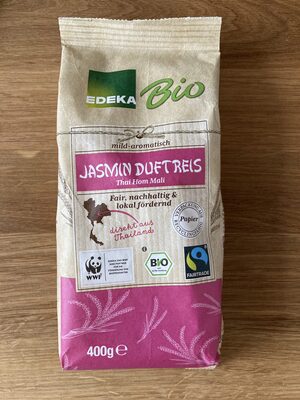 EDEKA
Bio
mild-aromatisch
JASMIN DUFTREIS
Thai Hom Mali
Fair, nachhaltig &
lokal fördernd
direkt aus
Thailand
Papier
WWF
BIO
FAIRTRADE
400g e